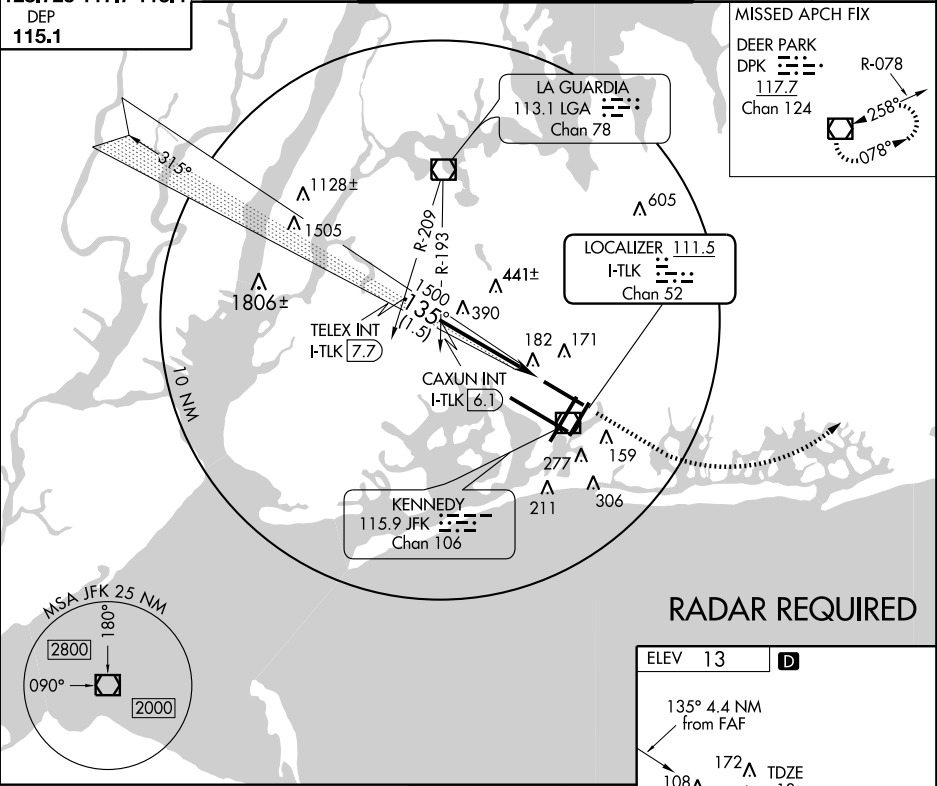 DEP
115.1
MISSED APCH FIX
DEER PARK
DPK
117.7
Chan 124
R-078
258°
078°
LA GUARDIA
113.1 LGA
Chan 78
315°
1128±
1505
1806±
605
R-209
R-193
LOCALIZER 111.5
I-TLK
Chan 52
441±
1500
135°
(1.5)
390
TELEX INT
I-TLK 7.7
182
171
CAXUN INT
I-TLK 6.1
10 NM
159
277
211
306
KENNEDY
115.9 JFK
Chan 106
MSA JFK 25 NM
180°
2800
090°
2000
RADAR REQUIRED
ELEV 13
D
135° 4.4 NM
from FAF
172
108
TDZE